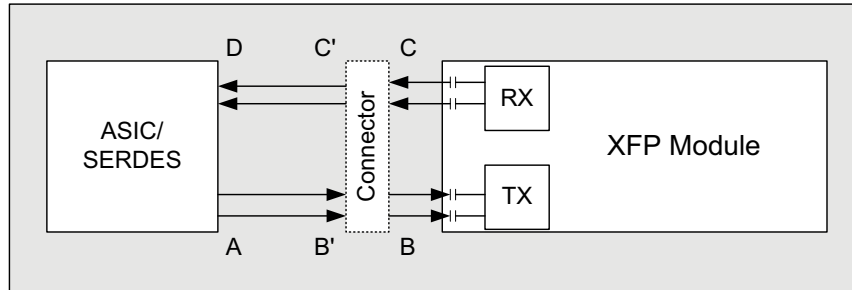 D
C'
C
ASIC/
SERDES
Connector
RX
XFP Module
TX
A
B'
B